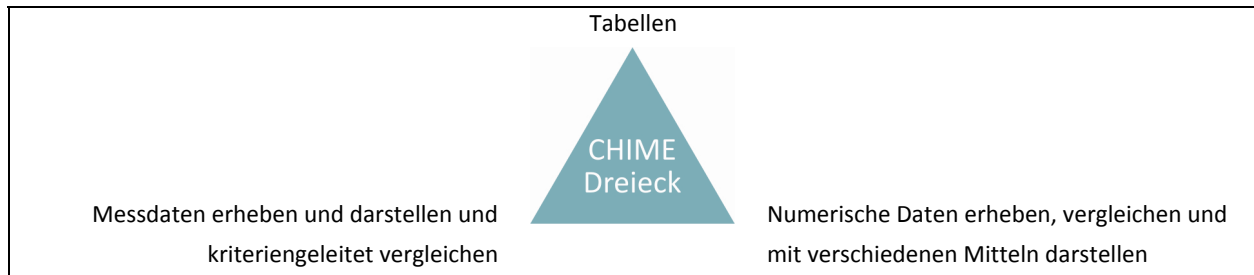 Tabellen
CHIME
Dreieck
Messdaten erheben und darstellen und
kriteriengeleitet vergleichen
Numerische Daten erheben, vergleichen und
mit verschiedenen Mitteln darstellen